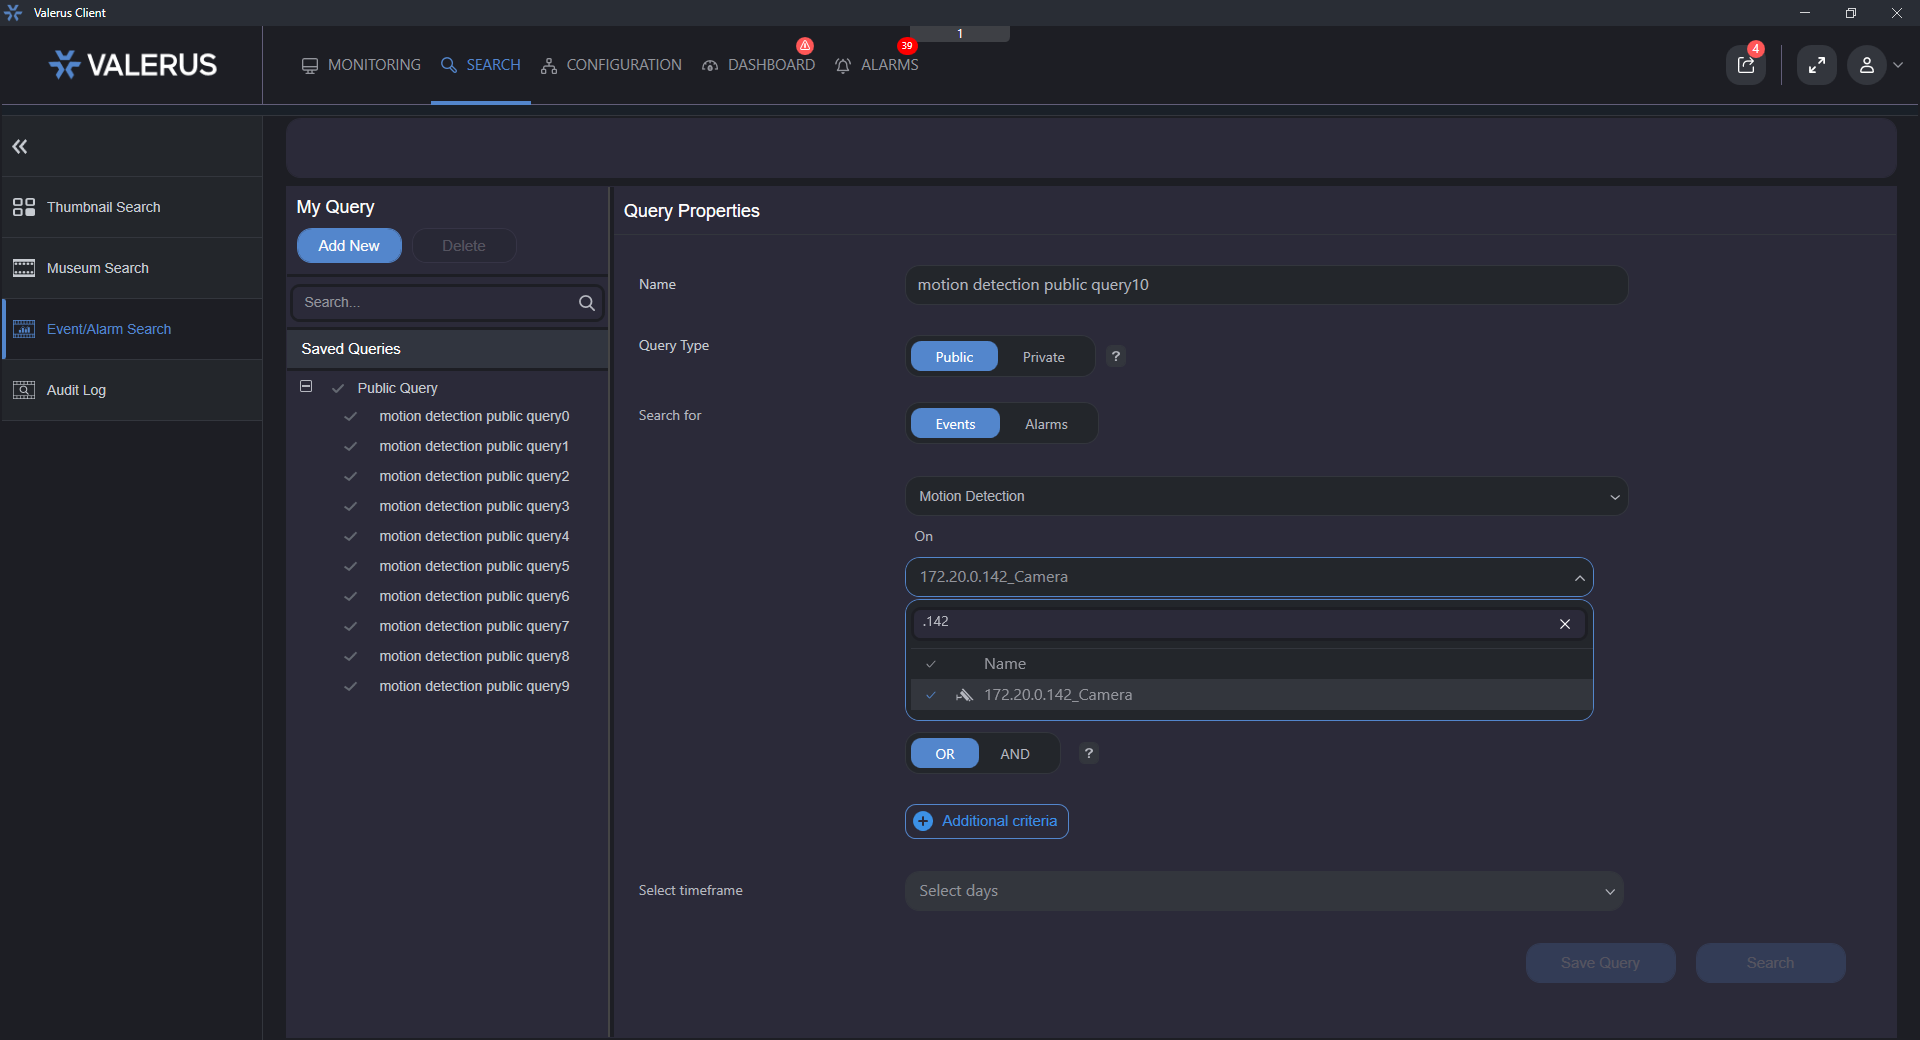 Valerus Client
1
VALERUS
MONITORING
SEARCH
CONFIGURATION
DASHBOARD
39
ALARMS
4
Thumbnail Search
Museum Search
Event/Alarm Search
Audit Log
My Query
Add New
Delete
Search...
Saved Queries
Public Query
motion detection public query0
motion detection public query1
motion detection public query2
motion detection public query3
motion detection public query4
motion detection public query5
motion detection public query6
motion detection public query7
motion detection public query8
motion detection public query9
Query Properties
Name
motion detection public query10
Query Type
Public
Private
?
Search for
Events
Alarms
Motion Detection
On
172.20.0.142_Camera
.142
Name
172.20.0.142_Camera
OR
AND
?
Additional criteria
Select timeframe
Select days
Save Query
Search